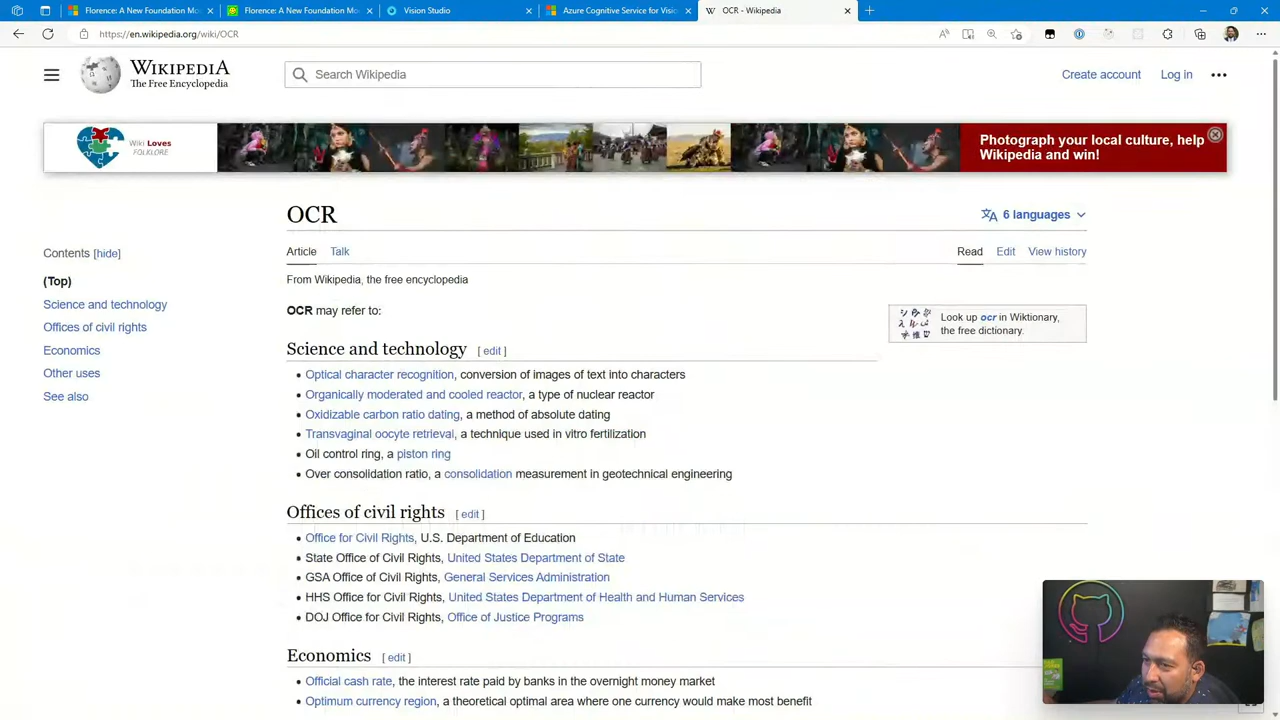 Florence: A New Foundation Mo
Florence: A New Foundation Mo
Vision Studio
Azure Cognitive Service for Visio
OCR - Wikipedia
https://en.wikipedia.org/wiki/OCR
WIKIPEDIA
The Free Encyclopedia
Search Wikipedia
Create account
Log in
Wiki Loves
FOLKLORE
Photograph your local culture, help
Wikipedia and win!
OCR
6 languages
Contents [hide]
Article
Talk
Read
Edit
View history
(Top)
From Wikipedia, the free encyclopedia
Science and technology
Offices of civil rights
Economics
Other uses
See also
OCR may refer to:
Look up ocr in Wiktionary,
the free dictionary.
Science and technology [ edit ]
• Optical character recognition, conversion of images of text into characters
• Organically moderated and cooled reactor, a type of nuclear reactor
• Oxidizable carbon ratio dating, a method of absolute dating
• Transvaginal oocyte retrieval, a technique used in vitro fertilization
• Oil control ring, a piston ring
• Over consolidation ratio, a consolidation measurement in geotechnical engineering
Offices of civil rights [ edit ]
• Office for Civil Rights, U.S. Department of Education
• State Office of Civil Rights, United States Department of State
• GSA Office of Civil Rights, General Services Administration
• HHS Office for Civil Rights, United States Department of Health and Human Services
• DOJ Office for Civil Rights, Office of Justice Programs
Economics [ edit ]
• Official cash rate, the interest rate paid by banks in the overnight money market
• Optimum currency region, a theoretical optimal area where one currency would make most benefit